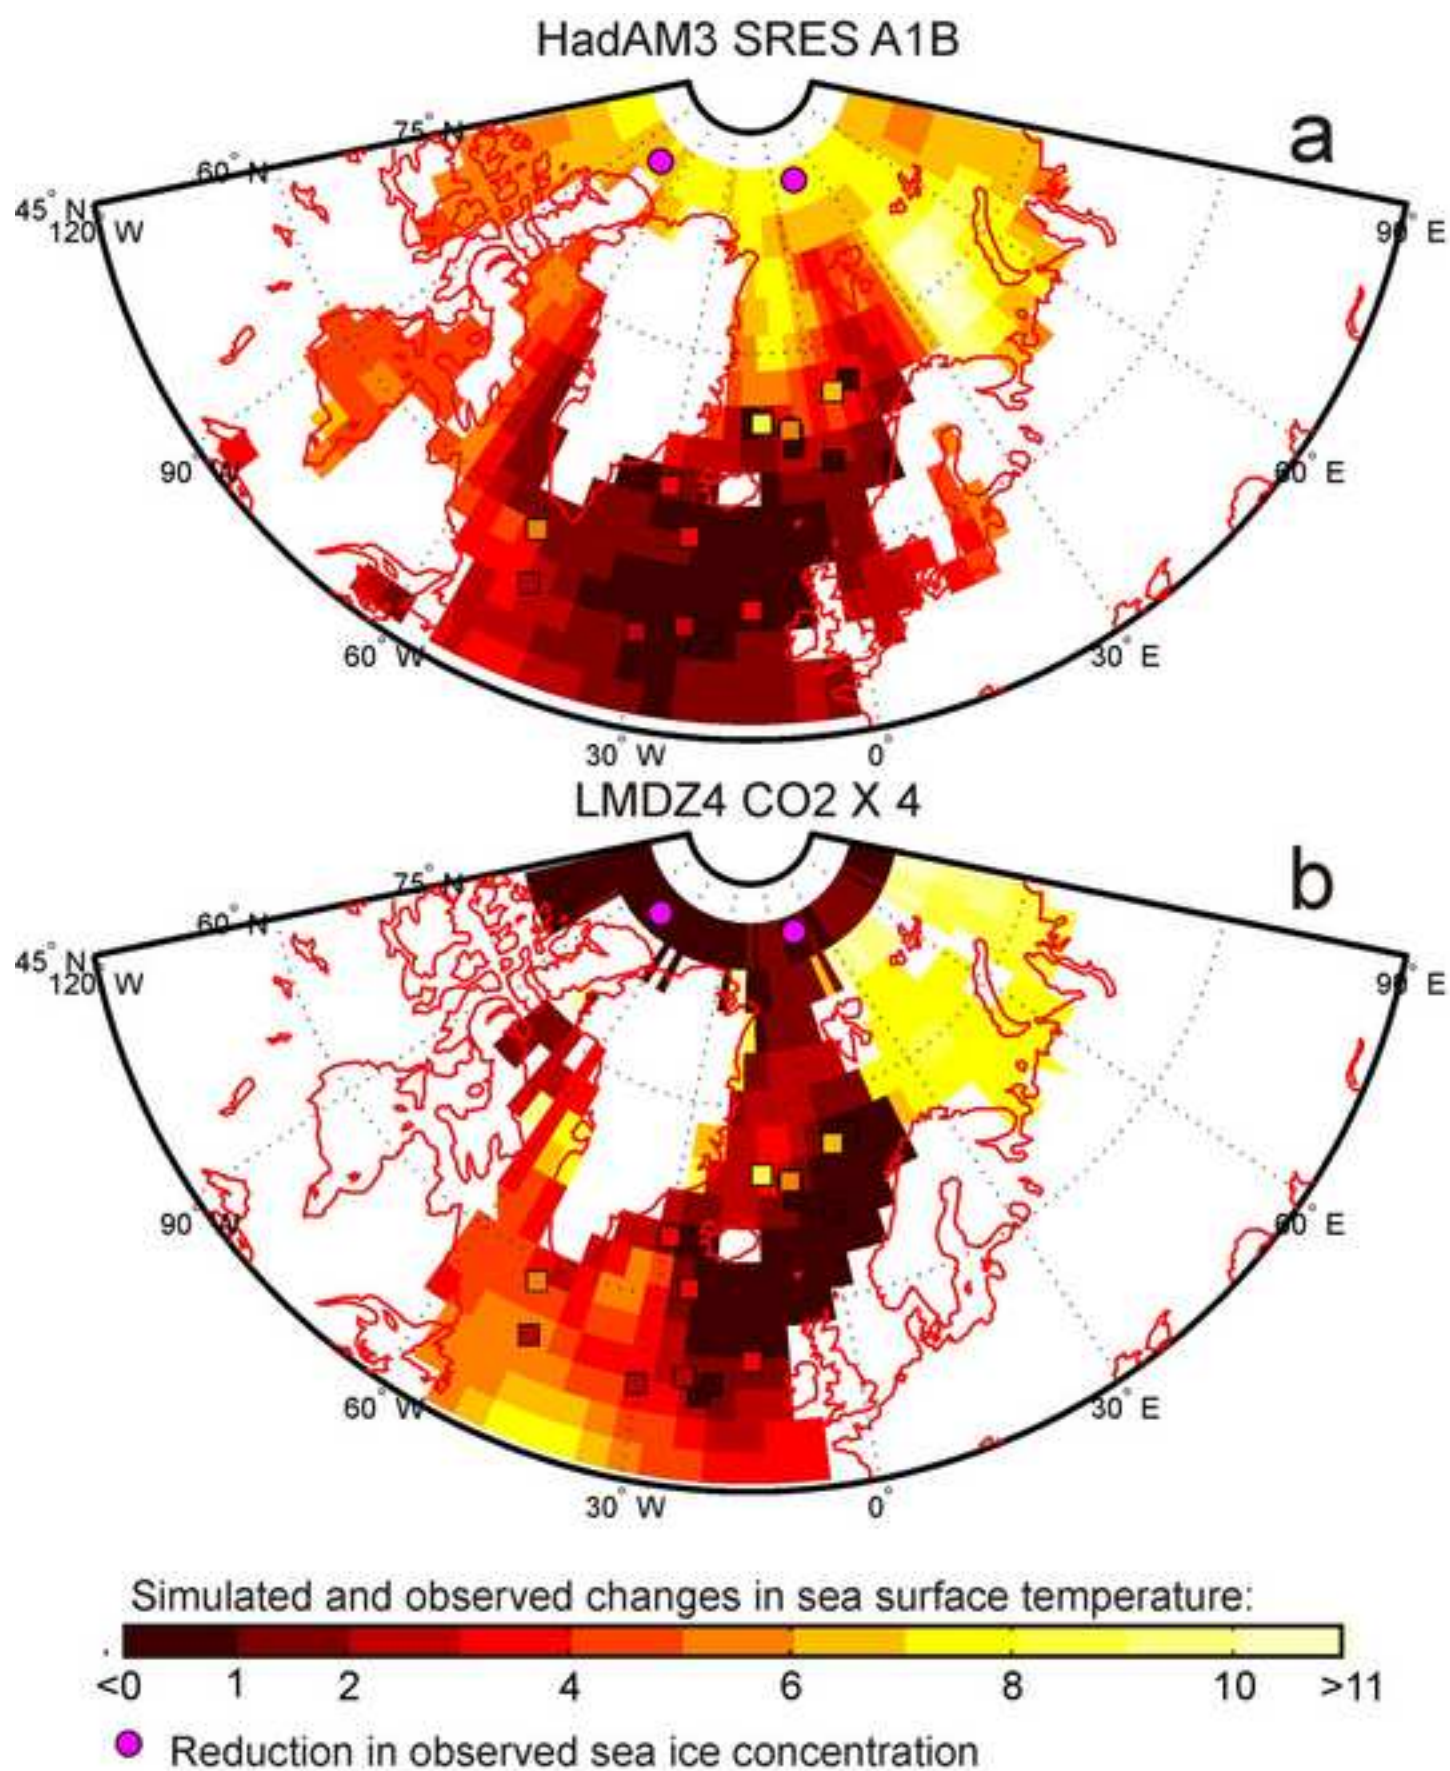 HadAM3 SRES A1B
a
75° N
60° N
45° N
120° W
90° E
90° W
60° E
60° W
30° E
30° W
0°
LMDZ4 CO2 X 4
b
75° N
60° N
45° N
120° W
90° E
90° W
60° E
60° W
30° E
30° W
0°
Simulated and observed changes in sea surface temperature:
<0 1 2 4 6 8 10 >11
Reduction in observed sea ice concentration